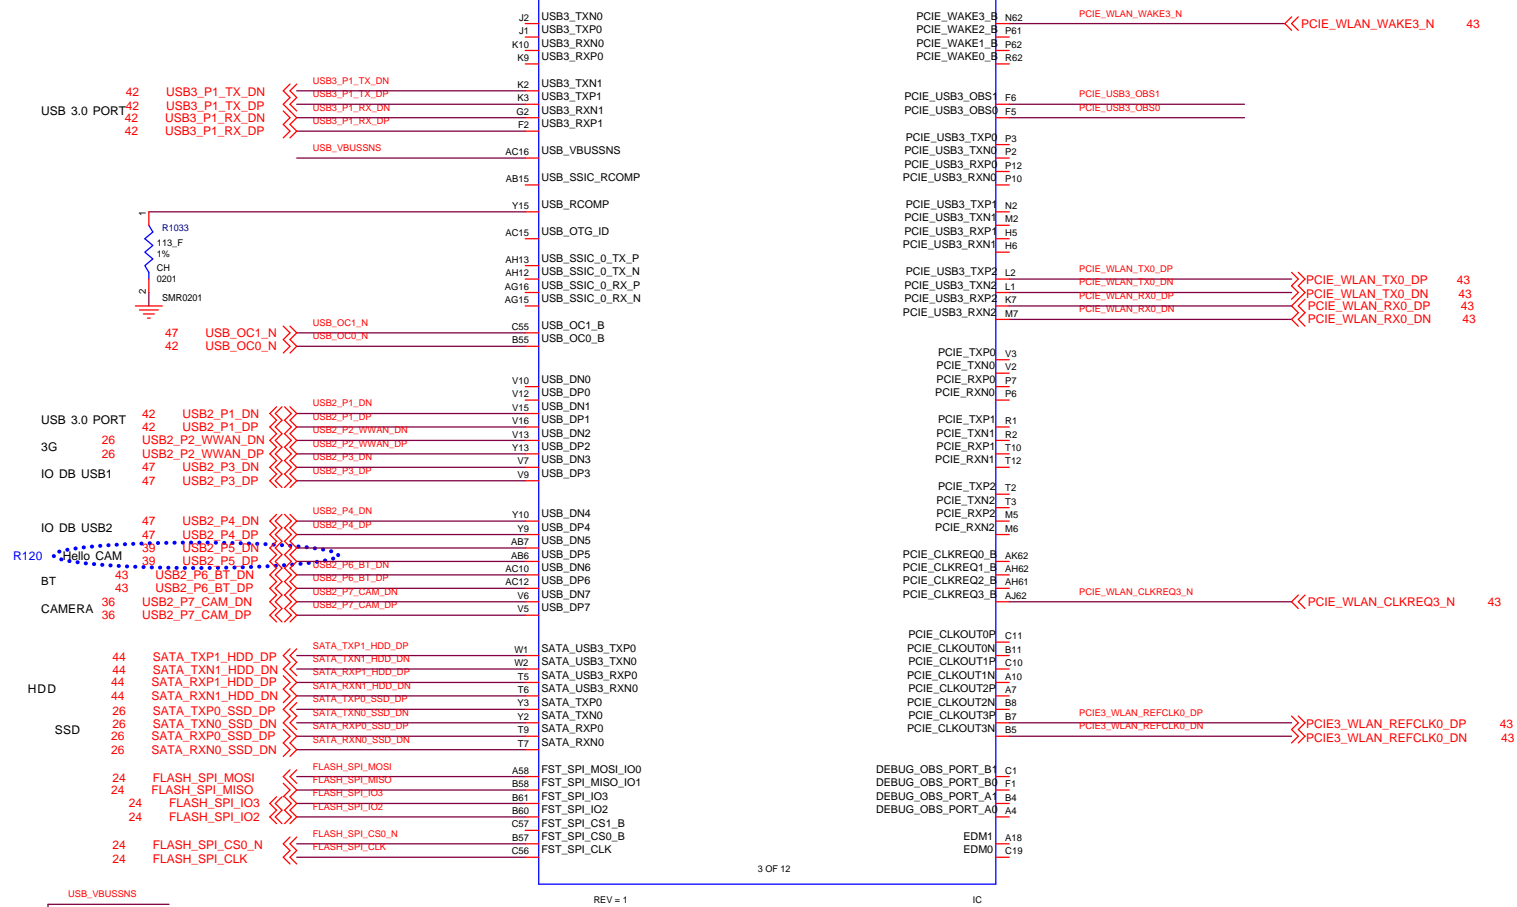 J2 USB3_TXN0
J1 USB3_TXP0
K10 USB3_RXN0
K9 USB3_RXP0
42 USB3_P1_TX_DN USB3_P1_TX_DN K2 USB3_TXN1
42 USB3_P1_TX_DP USB3_P1_TX_DP K3 USB3_TXP1
USB 3.0 PORT
42 USB3_P1_RX_DN USB3_P1_RX_DN G2 USB3_RXN1
42 USB3_P1_RX_DP USB3_P1_RX_DP F2 USB3_RXP1
USB_VBUSSNS AC16 USB_VBUSSNS
AB15 USB_SSIC_RCOMP
1 Y15 USB_RCOMP
R1033
113_F
1%
CH
0201
2
SMR0201
AC15 USB_OTG_ID
AH13 USB_SSIC_0_TX_P
AH12 USB_SSIC_0_TX_N
AG16 USB_SSIC_0_RX_P
AG15 USB_SSIC_0_RX_N
47 USB_OC1_N USB_OC1_N C55 USB_OC1_B
42 USB_OC0_N USB_OC0_N B55 USB_OC0_B
V10 USB_DN0
V12 USB_DP0
42 USB2_P1_DN USB2_P1_DN V15 USB_DN1
USB 3.0 PORT
42 USB2_P1_DP USB2_P1_DP V16 USB_DP1
26 USB2_P2_WWAN_DN USB2_P2_WWAN_DN V13 USB_DN2
3G
26 USB2_P2_WWAN_DP USB2_P2_WWAN_DP Y13 USB_DP2
47 USB2_P3_DN USB2_P3_DN V7 USB_DN3
IO DB USB1
47 USB2_P3_DP USB2_P3_DP V9 USB_DP3
47 USB2_P4_DN USB2_P4_DN Y10 USB_DN4
IO DB USB2
47 USB2_P4_DP USB2_P4_DP Y9 USB_DP4
39 USB2_P5_DN AB7 USB_DN5
R120 Hello CAM
39 USB2_P5_DP AB6 USB_DP5
43 USB2_P6_BT_DN USB2_P6_BT_DN AC10 USB_DN6
BT
43 USB2_P6_BT_DP USB2_P6_BT_DP AC12 USB_DP6
36 USB2_P7_CAM_DN USB2_P7_CAM_DN V6 USB_DN7
CAMERA
36 USB2_P7_CAM_DP USB2_P7_CAM_DP V5 USB_DP7
44 SATA_TXP1_HDD_DP SATA_TXP1_HDD_DP W1 SATA_USB3_TXP0
44 SATA_TXN1_HDD_DN SATA_TXN1_HDD_DN W2 SATA_USB3_TXN0
44 SATA_RXP1_HDD_DP SATA_RXP1_HDD_DP T5 SATA_USB3_RXP0
HDD
44 SATA_RXN1_HDD_DN SATA_RXN1_HDD_DN T6 SATA_USB3_RXN0
26 SATA_TXP0_SSD_DP SATA_TXP0_SSD_DP Y3 SATA_TXP0
26 SATA_TXN0_SSD_DN SATA_TXN0_SSD_DN Y2 SATA_TXN0
SSD
26 SATA_RXP0_SSD_DP SATA_RXP0_SSD_DP T9 SATA_RXP0
26 SATA_RXN0_SSD_DN SATA_RXN0_SSD_DN T7 SATA_RXN0
24 FLASH_SPI_MOSI FLASH_SPI_MOSI A58 FST_SPI_MOSI_IO0
24 FLASH_SPI_MISO FLASH_SPI_MISO B58 FST_SPI_MISO_IO1
24 FLASH_SPI_IO3 FLASH_SPI_IO3 B61 FST_SPI_IO3
24 FLASH_SPI_IO2 FLASH_SPI_IO2 B60 FST_SPI_IO2
C57 FST_SPI_CS1_B
24 FLASH_SPI_CS0_N FLASH_SPI_CS0_N B57 FST_SPI_CS0_B
24 FLASH_SPI_CLK FLASH_SPI_CLK C56 FST_SPI_CLK
USB_VBUSSNS
PCIE_WAKE3_B N62 PCIE_WLAN_WAKE3_N PCIE_WLAN_WAKE3_N 43
PCIE_WAKE2_B P61
PCIE_WAKE1_B P62
PCIE_WAKE0_B R62
PCIE_USB3_OBS1 F6 PCIE_USB3_OBS1
PCIE_USB3_OBS0 F5 PCIE_USB3_OBS0
PCIE_USB3_TXP0 P3
PCIE_USB3_TXN0 P2
PCIE_USB3_RXP0 P12
PCIE_USB3_RXN0 P10
PCIE_USB3_TXP1 N2
PCIE_USB3_TXN1 M2
PCIE_USB3_RXP1 H5
PCIE_USB3_RXN1 H6
PCIE_USB3_TXP2 L2 PCIE_WLAN_TX0_DP PCIE_WLAN_TX0_DP 43
PCIE_USB3_TXN2 L1 PCIE_WLAN_TX0_DN PCIE_WLAN_TX0_DN 43
PCIE_USB3_RXP2 K7 PCIE_WLAN_RX0_DP PCIE_WLAN_RX0_DP 43
PCIE_USB3_RXN2 M7 PCIE_WLAN_RX0_DN PCIE_WLAN_RX0_DN 43
PCIE_TXP0 V3
PCIE_TXN0 V2
PCIE_RXP0 P7
PCIE_RXN0 P6
PCIE_TXP1 R1
PCIE_TXN1 R2
PCIE_RXP1 T10
PCIE_RXN1 T12
PCIE_TXP2 T2
PCIE_TXN2 T3
PCIE_RXP2 M5
PCIE_RXN2 M6
PCIE_CLKREQ0_B AK62
PCIE_CLKREQ1_B AH62
PCIE_CLKREQ2_B AH61
PCIE_CLKREQ3_B AJ62 PCIE_WLAN_CLKREQ3_N PCIE_WLAN_CLKREQ3_N 43
PCIE_CLKOUT0P C11
PCIE_CLKOUT0N B11
PCIE_CLKOUT1P C10
PCIE_CLKOUT1N A10
PCIE_CLKOUT2P A7
PCIE_CLKOUT2N B8
PCIE_CLKOUT3P B7 PCIE3_WLAN_REFCLK0_DP PCIE3_WLAN_REFCLK0_DP 43
PCIE_CLKOUT3N B5 PCIE3_WLAN_REFCLK0_DN PCIE3_WLAN_REFCLK0_DN 43
DEBUG_OBS_PORT_B1 C1
DEBUG_OBS_PORT_B0 F1
DEBUG_OBS_PORT_A1 B4
DEBUG_OBS_PORT_A0 A4
EDM1 A18
EDM0 C19
3 OF 12
REV = 1 IC